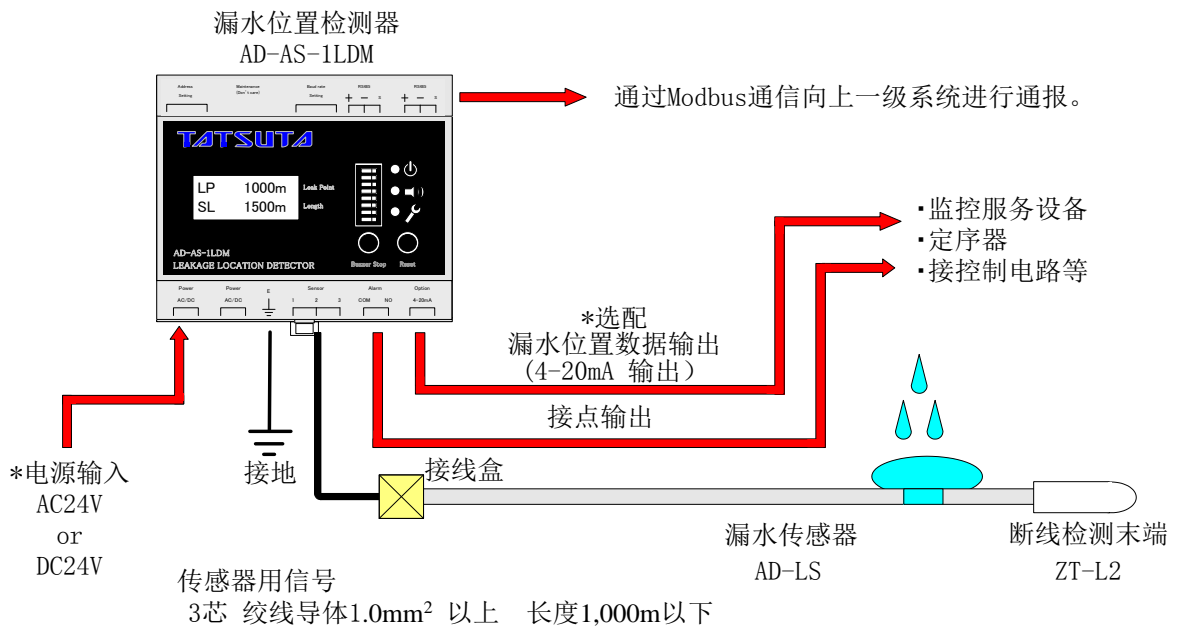 漏水位置检测器
AD-AS-1LDM
Address
Setting
Maintenance
(Don't care)
Baud rate
Setting
RS485
+ - s
RS485
+ - s
通过Modbus通信向上一级系统进行通报。
TATSUTA
LP 1000m Leak Point
SL 1500m Length
AD-AS-1LDM
LEAKAGE LOCATION DETECTOR
Buzzer Stop
Reset
Power
AC/DC
Power
AC/DC
E
Sensor
1 2 3
Alarm
COM NO
Option
4-20mA
・监控服务设备
・定序器
・接控制电路等
*选配
漏水位置数据输出
(4-20mA 输出)
接点输出
*电源输入
AC24V
or
DC24V
接地
接线盒
漏水传感器
AD-LS
断线检测末端
ZT-L2
传感器用信号
3芯 绞线导体1.0mm² 以上 长度1,000m以下